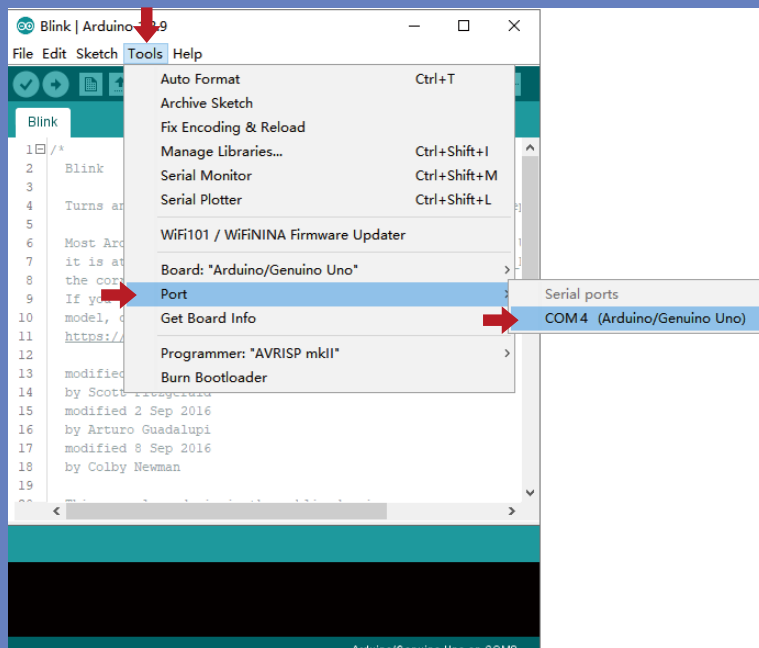 Blink | Arduino 1.8.9
File Edit Sketch Tools Help
Auto Format Ctrl+T
Archive Sketch
Fix Encoding & Reload
Manage Libraries... Ctrl+Shift+I
Serial Monitor Ctrl+Shift+M
Serial Plotter Ctrl+Shift+L
WiFi101 / WiFiNINA Firmware Updater
Board: "Arduino/Genuino Uno"
Port
Get Board Info
Programmer: "AVRISP mkII"
Burn Bootloader
Serial ports
COM4 (Arduino/Genuino Uno)
Blink
1 /*
2 Blink
3
4 Turns an
5
6 Most Ard
7 it is at
8 the corr
9 If you
10 model,
11 https://
12
13 modified
14 by Scott Fitzgerald
15 modified 2 Sep 2016
16 by Arturo Guadalupi
17 modified 8 Sep 2016
18 by Colby Newman
19